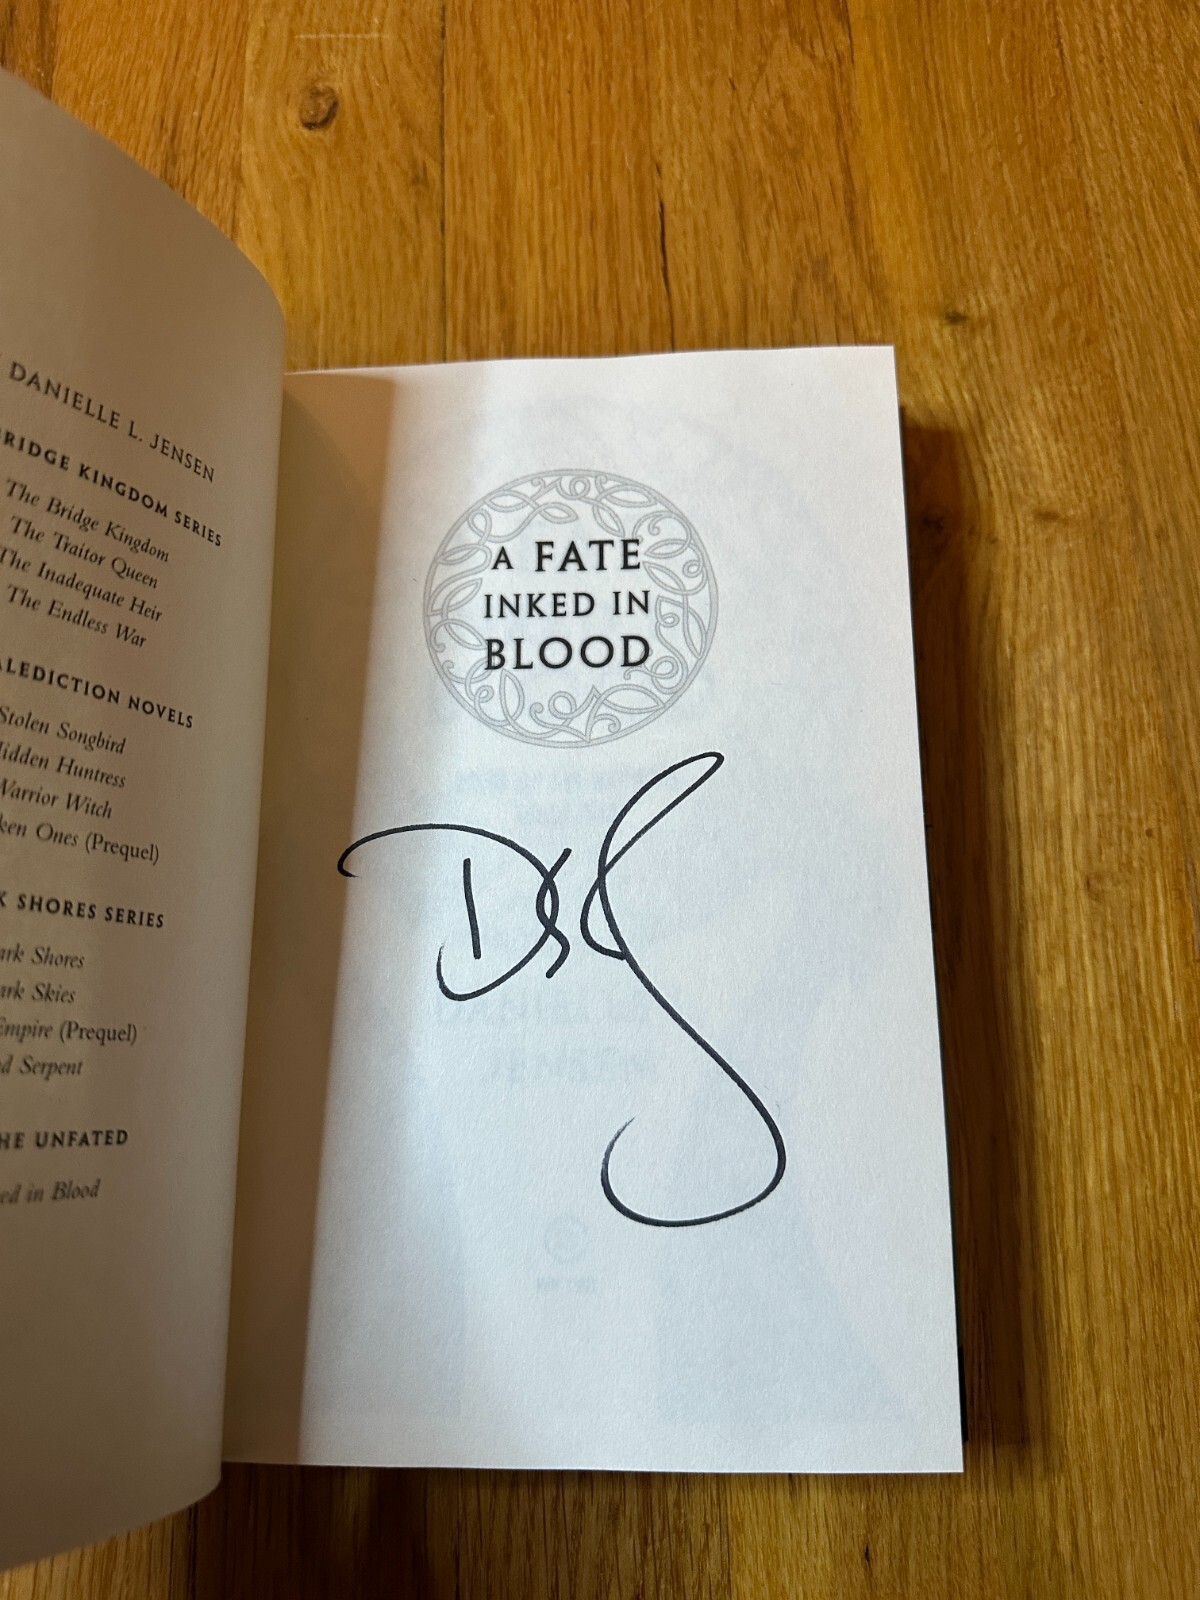 DANIELLE L. JENSEN
BRIDGE KINGDOM SERIES
The Bridge Kingdom
The Traitor Queen
The Inadequate Heir
The Endless War
ALEDICTION NOVELS
Stolen Songbird
Hidden Huntress
Warrior Witch
ken Ones (Prequel)
K SHORES SERIES
ark Shores
ark Skies
Empire (Prequel)
d Serpent
HE UNFATED
ed in Blood
A FATE
INKED IN
BLOOD